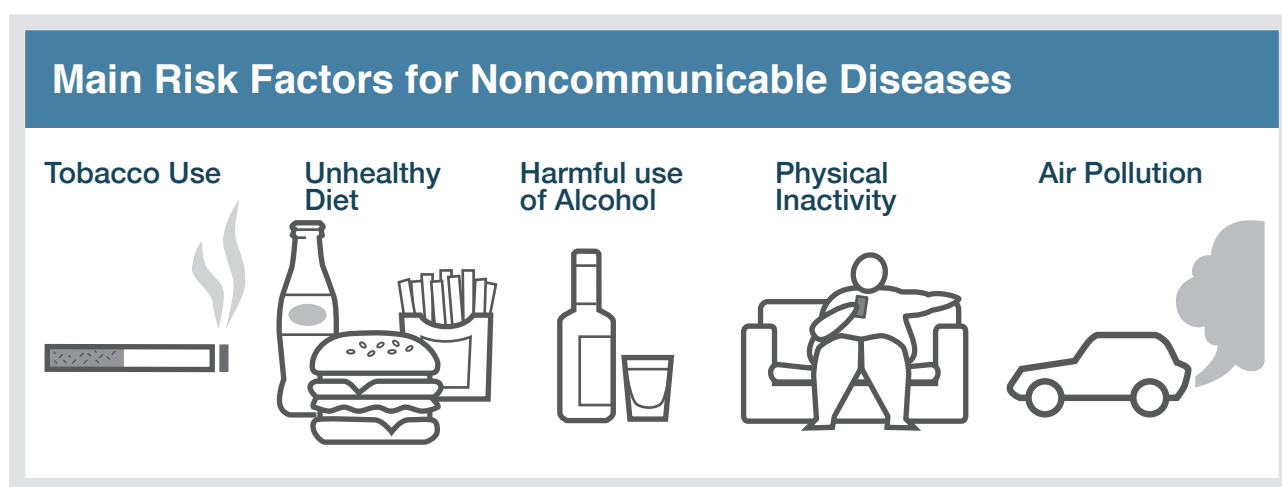 Main Risk Factors for Noncommunicable Diseases
Tobacco Use
Unhealthy
Diet
Harmful use
of Alcohol
Physical
Inactivity
Air Pollution